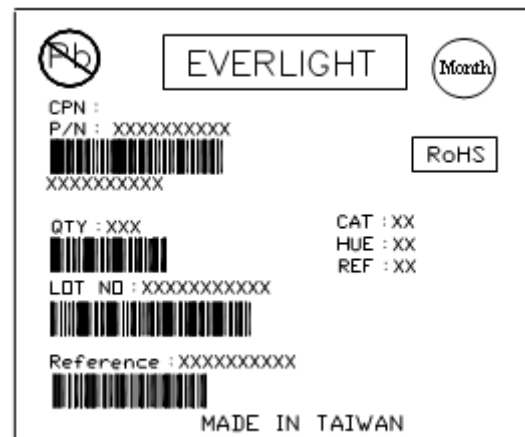 Pb
EVERLIGHT
Month
CPN :
P/N : XXXXXXXXXX
RoHS
XXXXXXXXXX
QTY : XXX
CAT : XX
HUE : XX
REF : XX
LOT NO : XXXXXXXXXXX
Reference : XXXXXXXXXX
MADE IN TAIWAN